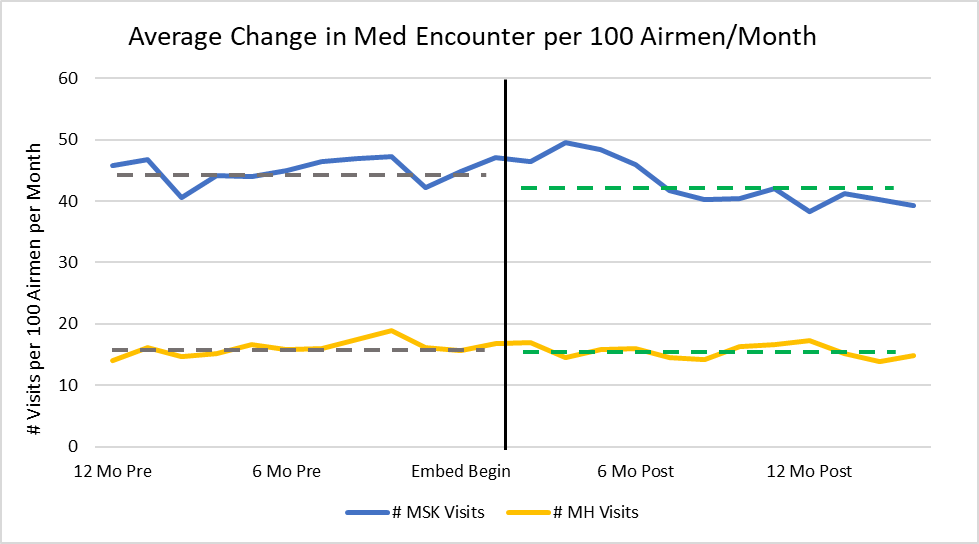 Average Change in Med Encounter per 100 Airmen/Month
# Visits per 100 Airmen per Month
60
50
40
30
20
10
0
12 Mo Pre
6 Mo Pre
Embed Begin
6 Mo Post
12 Mo Post
# MSK Visits
# MH Visits